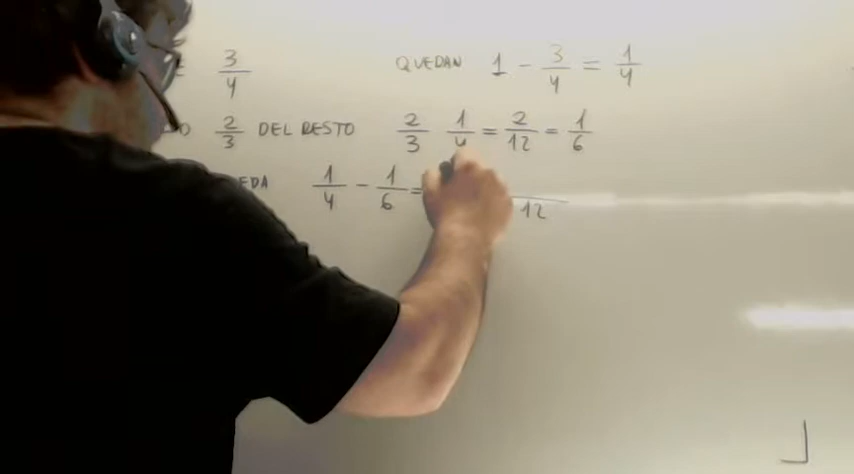 3/4 QUEDAN 1 - 3/4 = 1/4
2/3 DEL RESTO 2/3 1/4 = 2/12 = 1/6
1/4 - 1/6 = /12